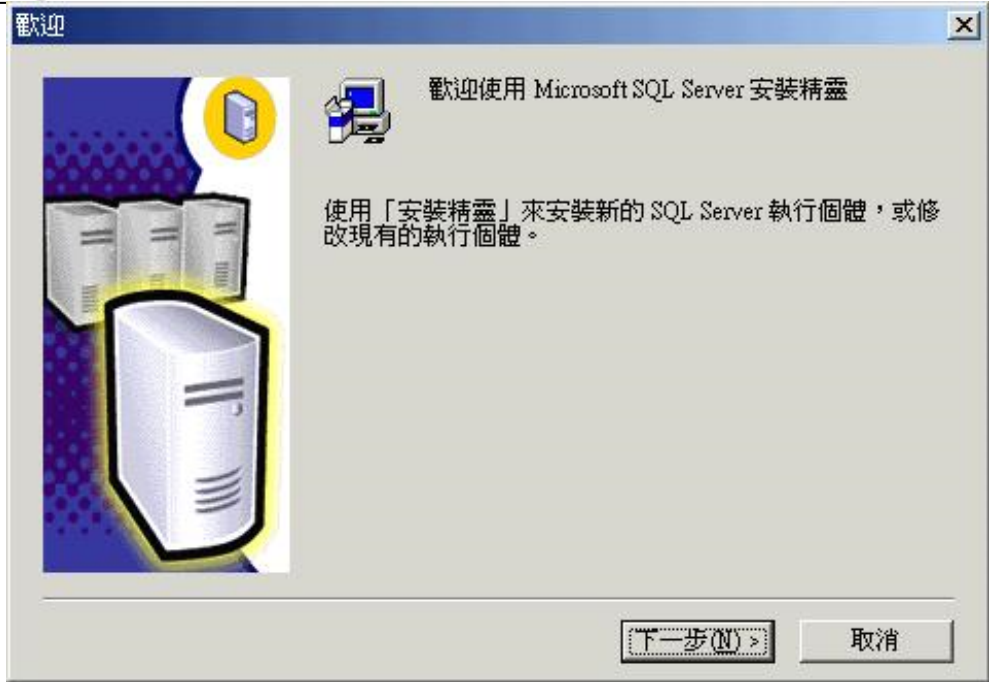 歡迎
歡迎使用 Microsoft SQL Server 安裝精靈
使用「安裝精靈」來安裝新的 SQL Server 執行個體，或修
改現有的執行個體。
下一步(N) >
取消